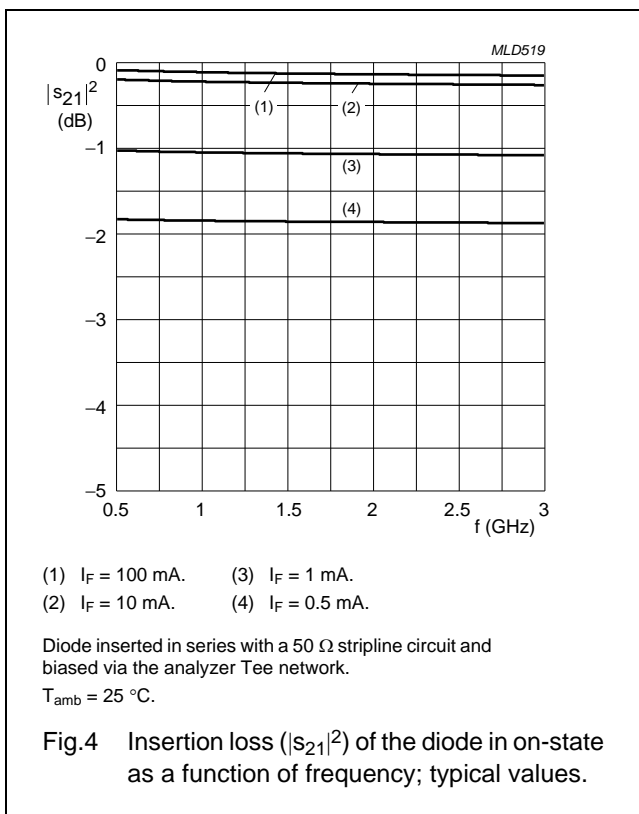 MLD519
0
|s21|²
(dB)
(1)
(2)
−1
(3)
(4)
−2
−3
−4
−5
0.5 1 1.5 2 2.5 3
f (GHz)
(1) IF = 100 mA. (3) IF = 1 mA.
(2) IF = 10 mA. (4) IF = 0.5 mA.
Diode inserted in series with a 50 Ω stripline circuit and
biased via the analyzer Tee network.
Tamb = 25 °C.
Fig.4 Insertion loss (|s21|²) of the diode in on-state
as a function of frequency; typical values.